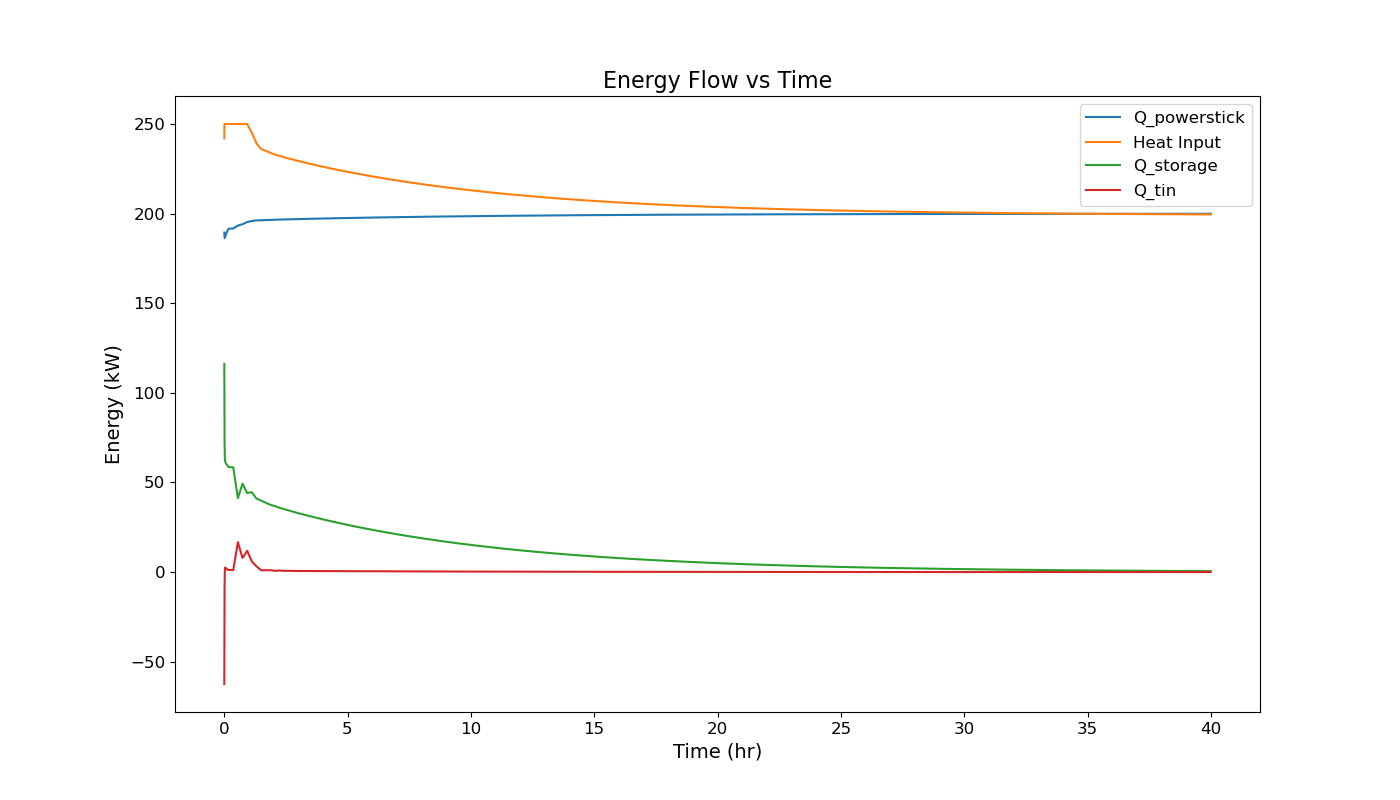 Energy Flow vs Time
250
200
150
100
50
0
−50
Energy (kW)
Q_powerstick
Heat Input
Q_storage
Q_tin
0 5 10 15 20 25 30 35 40
Time (hr)